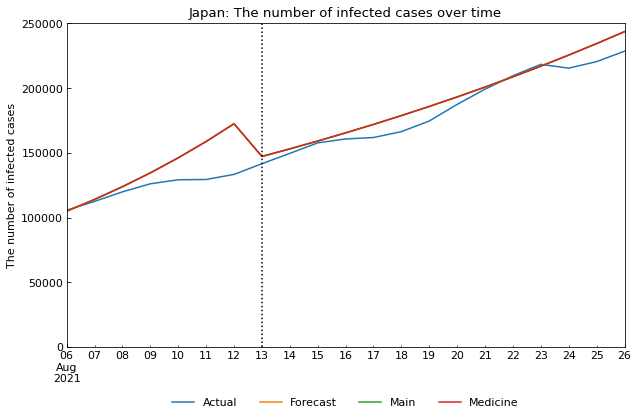 Japan: The number of infected cases over time
The number of infected cases
250000
200000
150000
100000
50000
0
06 07 08 09 10 11 12 13 14 15 16 17 18 19 20 21 22 23 24 25 26
Aug
2021
Actual Forecast Main Medicine